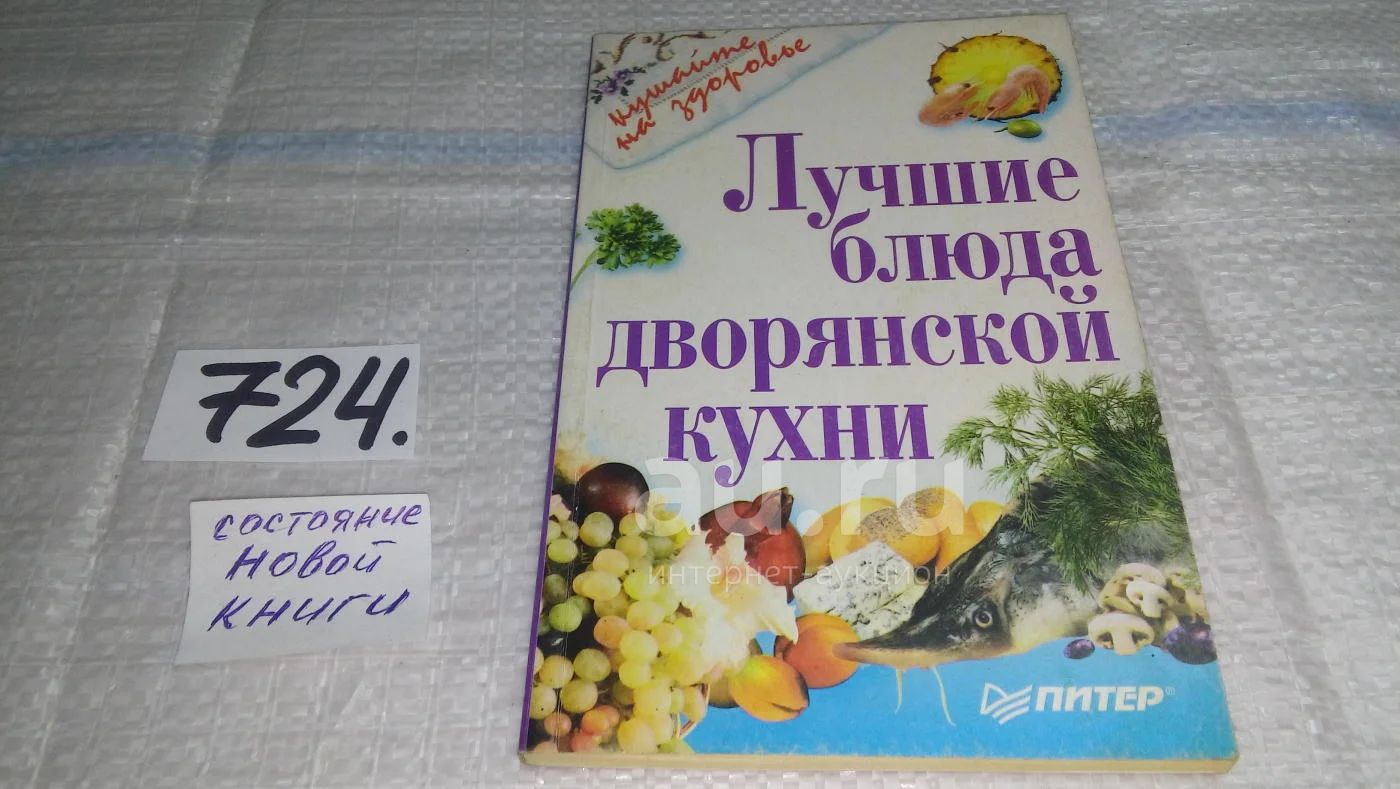 кушайте
на здоровье
Лучшие
блюда
дворянской
кухни
724.
состояние
новой
книги
au.ru
интернет аукцион
ПИТЕР®